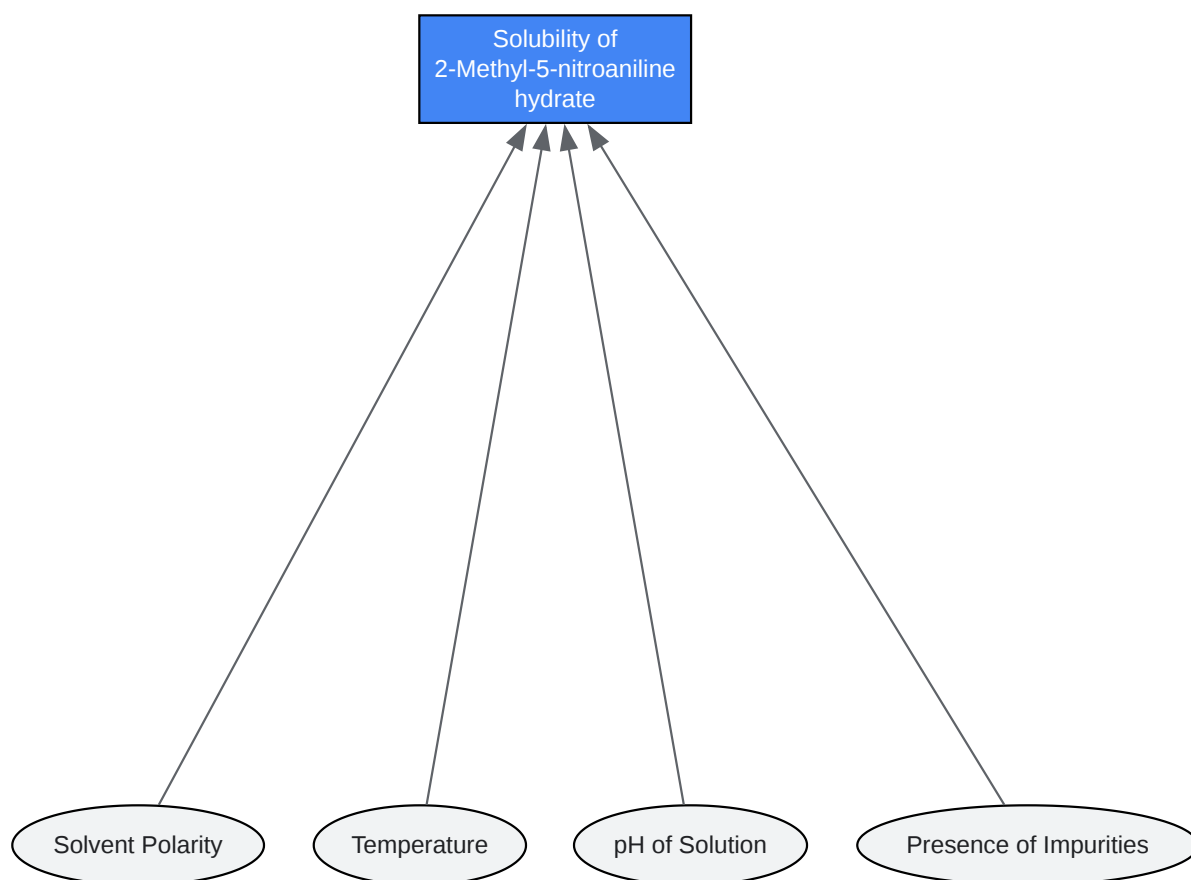 Solubility of
2-Methyl-5-nitroaniline
hydrate
Solvent Polarity
Temperature
pH of Solution
Presence of Impurities